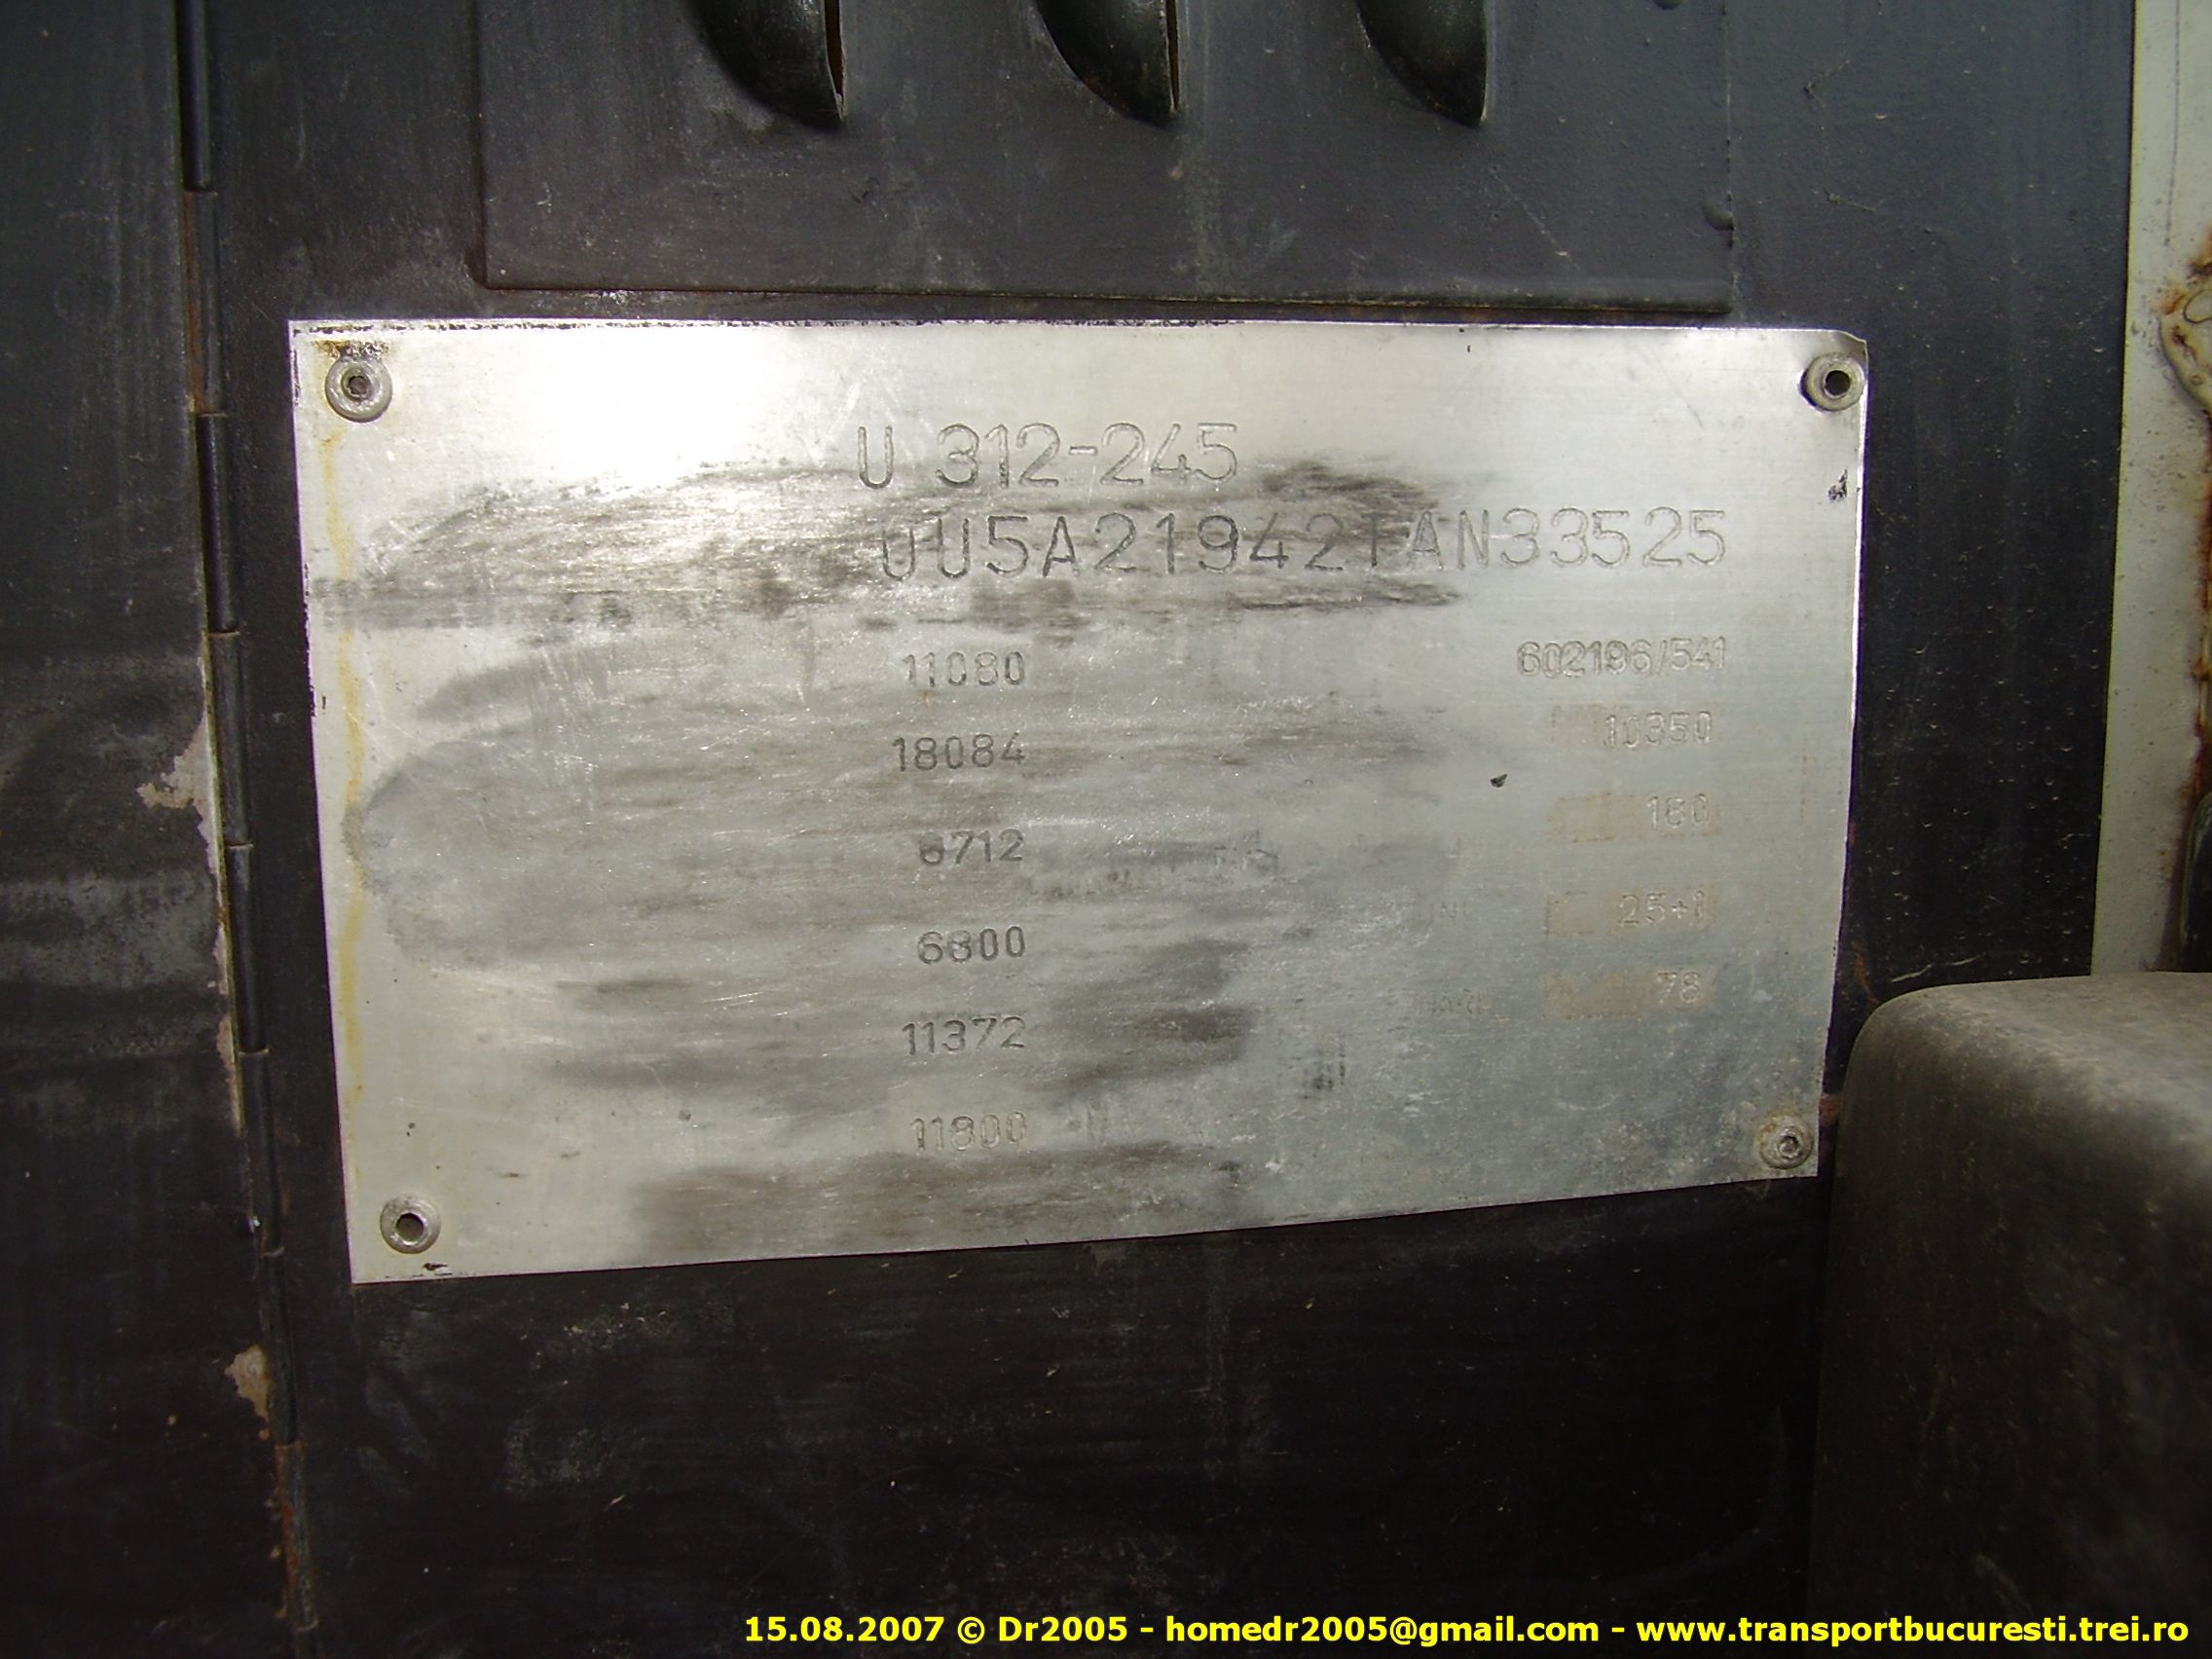 U 312-245
UU5A219421AN33525
11080 602196/541
18084 10350
6712 180
6800 25+1
11372 78
11800
15.08.2007 © Dr2005 - homedr2005@gmail.com - www.transportbucuresti.trei.ro